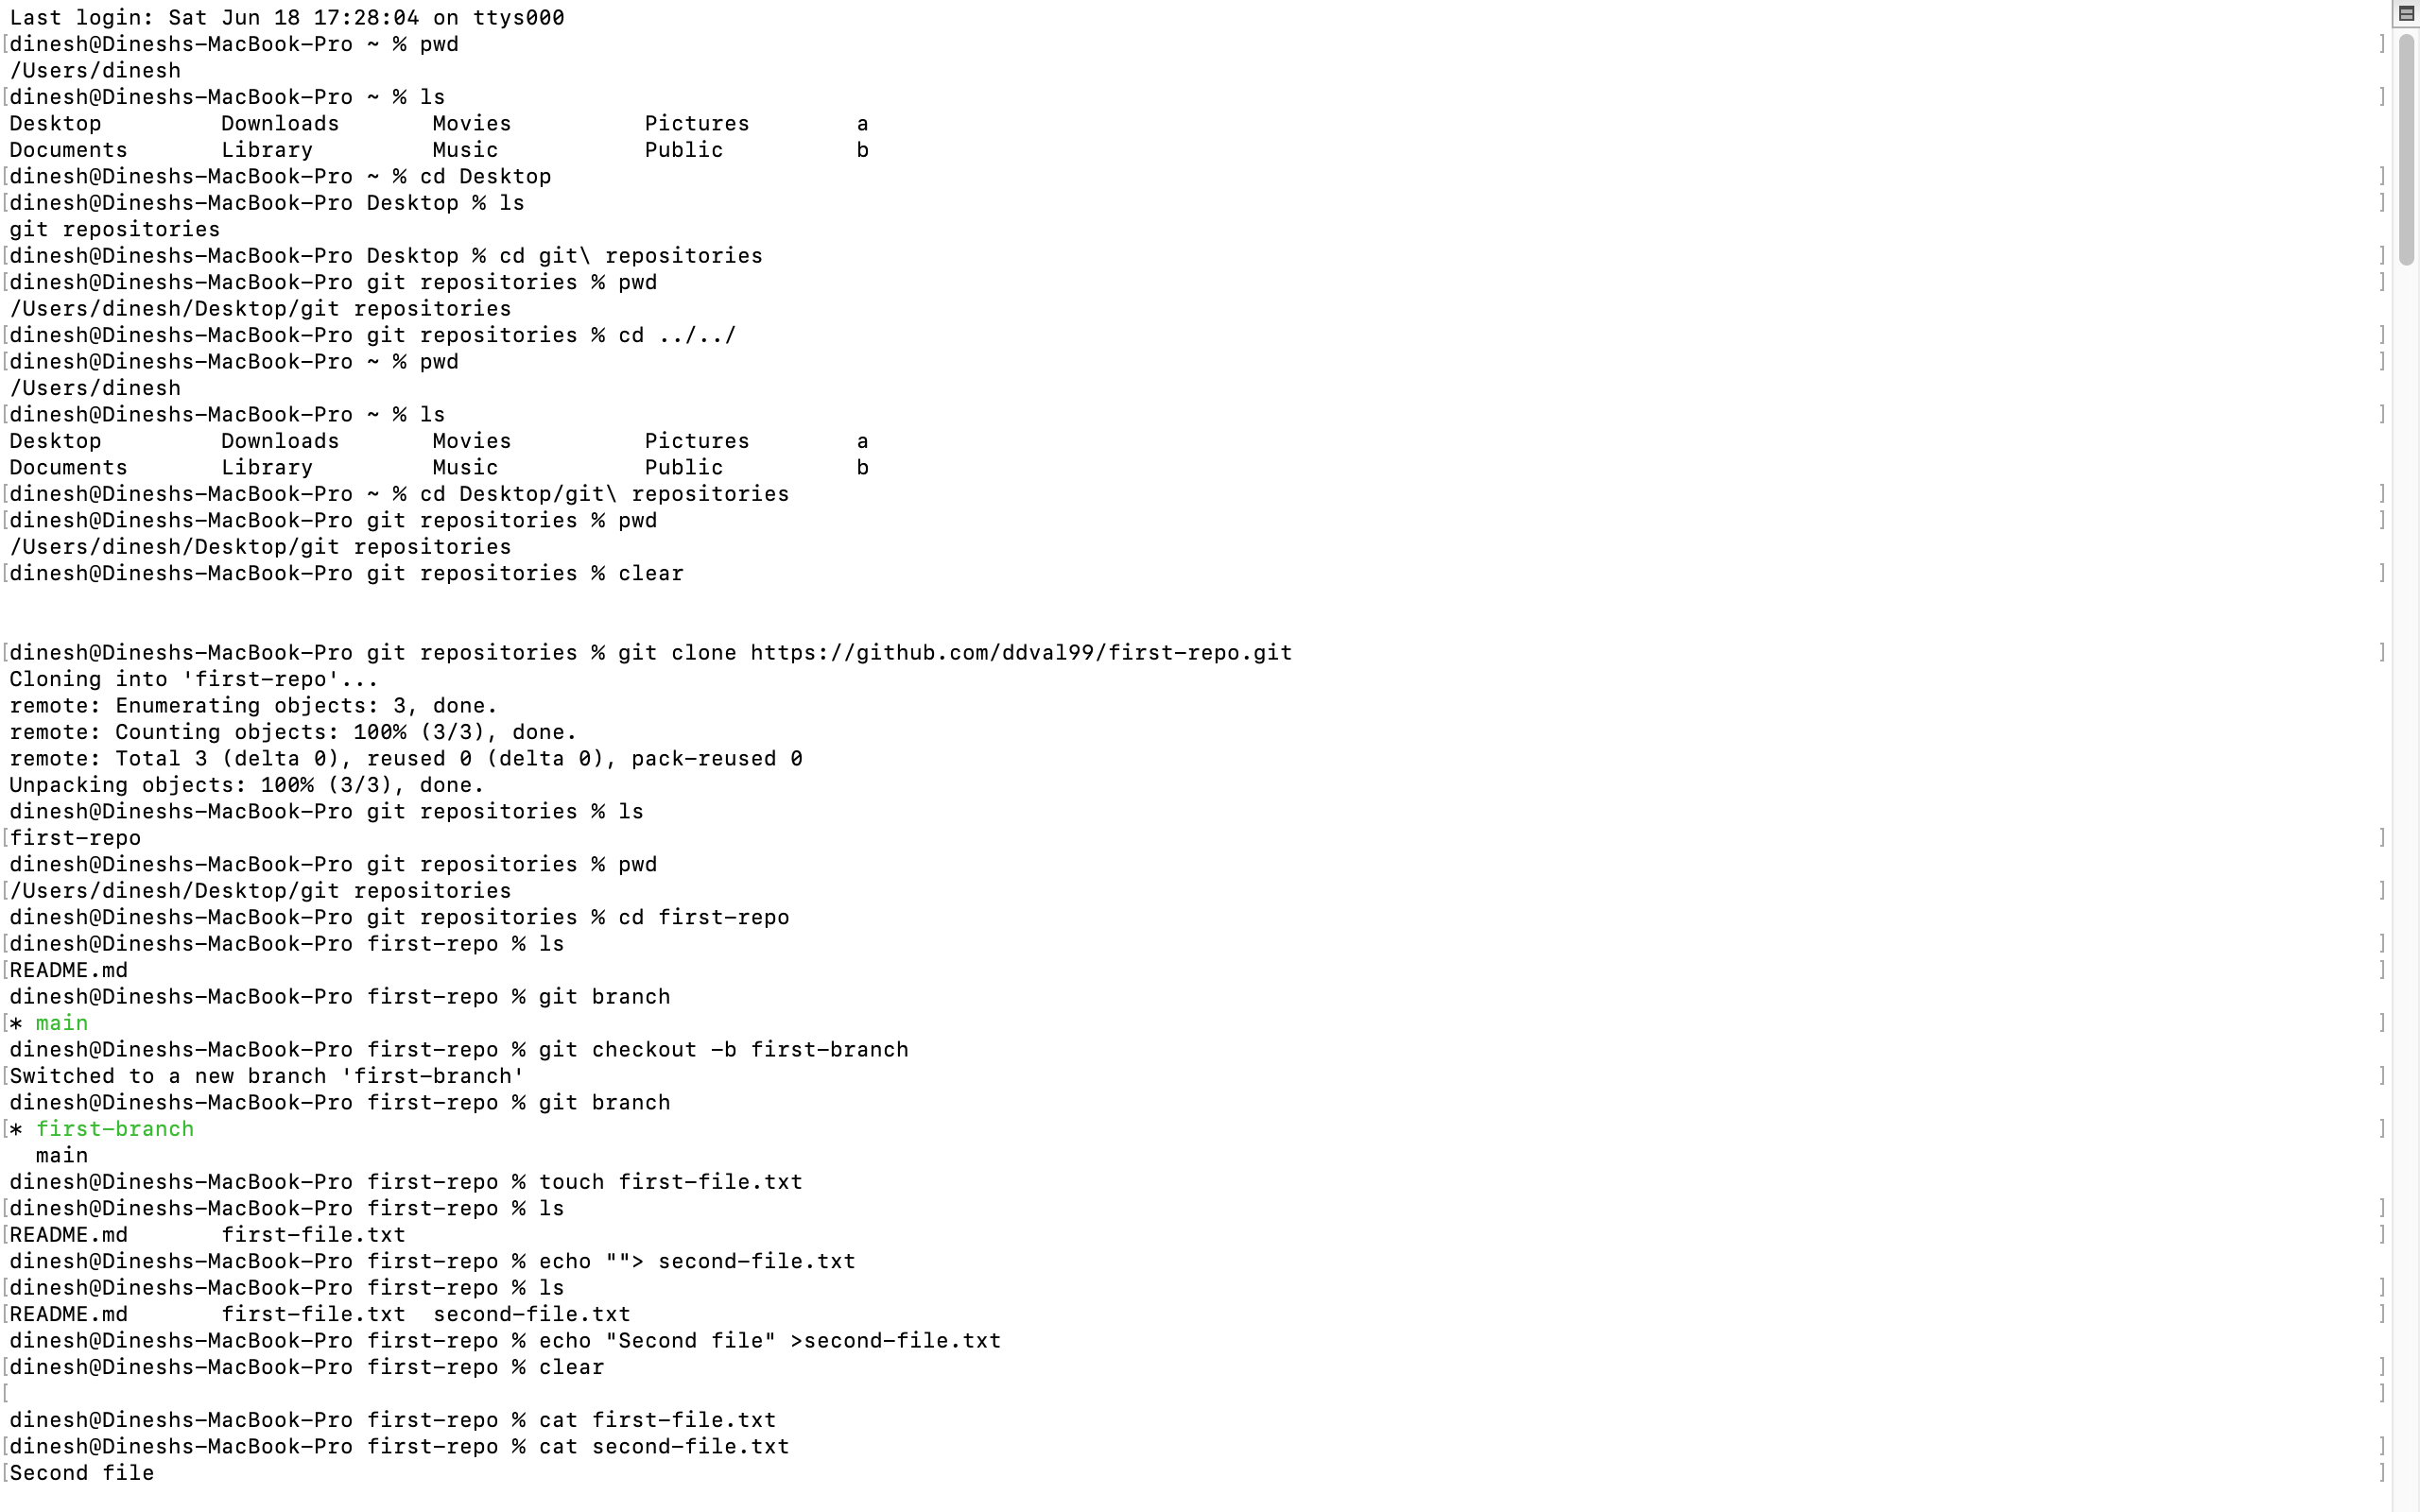 Last login: Sat Jun 18 17:28:04 on ttys000
[dinesh@Dineshs-MacBook-Pro ~ % pwd ]
/Users/dinesh
[dinesh@Dineshs-MacBook-Pro ~ % ls ]
Desktop Downloads Movies Pictures a
Documents Library Music Public b
[dinesh@Dineshs-MacBook-Pro ~ % cd Desktop ]
[dinesh@Dineshs-MacBook-Pro Desktop % ls ]
git repositories
[dinesh@Dineshs-MacBook-Pro Desktop % cd git\ repositories ]
[dinesh@Dineshs-MacBook-Pro git repositories % pwd ]
/Users/dinesh/Desktop/git repositories
[dinesh@Dineshs-MacBook-Pro git repositories % cd ../../ ]
[dinesh@Dineshs-MacBook-Pro ~ % pwd ]
/Users/dinesh
[dinesh@Dineshs-MacBook-Pro ~ % ls ]
Desktop Downloads Movies Pictures a
Documents Library Music Public b
[dinesh@Dineshs-MacBook-Pro ~ % cd Desktop/git\ repositories ]
[dinesh@Dineshs-MacBook-Pro git repositories % pwd ]
/Users/dinesh/Desktop/git repositories
[dinesh@Dineshs-MacBook-Pro git repositories % clear ]
[dinesh@Dineshs-MacBook-Pro git repositories % git clone https://github.com/ddval99/first-repo.git ]
Cloning into 'first-repo'...
remote: Enumerating objects: 3, done.
remote: Counting objects: 100% (3/3), done.
remote: Total 3 (delta 0), reused 0 (delta 0), pack-reused 0
Unpacking objects: 100% (3/3), done.
dinesh@Dineshs-MacBook-Pro git repositories % ls
[first-repo ]
dinesh@Dineshs-MacBook-Pro git repositories % pwd
[/Users/dinesh/Desktop/git repositories ]
dinesh@Dineshs-MacBook-Pro git repositories % cd first-repo
[dinesh@Dineshs-MacBook-Pro first-repo % ls ]
[README.md ]
dinesh@Dineshs-MacBook-Pro first-repo % git branch
[* main ]
dinesh@Dineshs-MacBook-Pro first-repo % git checkout -b first-branch
[Switched to a new branch 'first-branch' ]
dinesh@Dineshs-MacBook-Pro first-repo % git branch
[* first-branch ]
main
dinesh@Dineshs-MacBook-Pro first-repo % touch first-file.txt
[dinesh@Dineshs-MacBook-Pro first-repo % ls ]
[README.md first-file.txt ]
dinesh@Dineshs-MacBook-Pro first-repo % echo ""> second-file.txt
[dinesh@Dineshs-MacBook-Pro first-repo % ls ]
[README.md first-file.txt second-file.txt ]
dinesh@Dineshs-MacBook-Pro first-repo % echo "Second file" >second-file.txt
[dinesh@Dineshs-MacBook-Pro first-repo % clear ]
[ ]
dinesh@Dineshs-MacBook-Pro first-repo % cat first-file.txt
[dinesh@Dineshs-MacBook-Pro first-repo % cat second-file.txt ]
[Second file ]